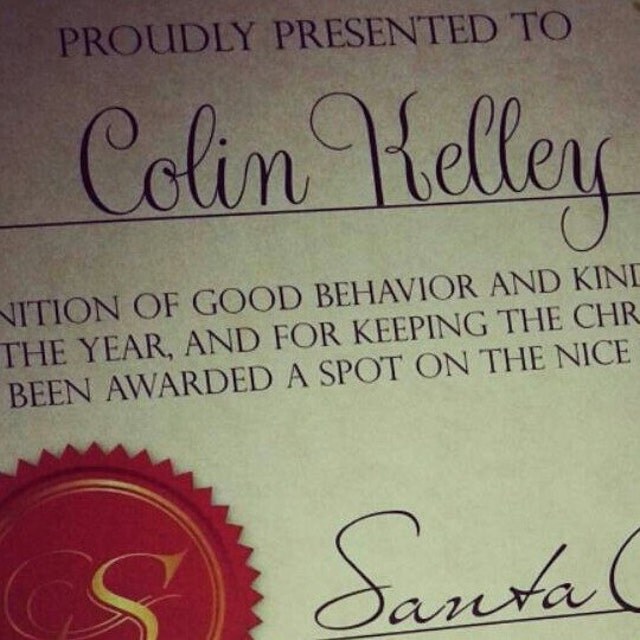 PROUDLY PRESENTED TO
Colin Kelley
NITION OF GOOD BEHAVIOR AND KIND
THE YEAR, AND FOR KEEPING THE CHR
BEEN AWARDED A SPOT ON THE NICE
S
Santa C